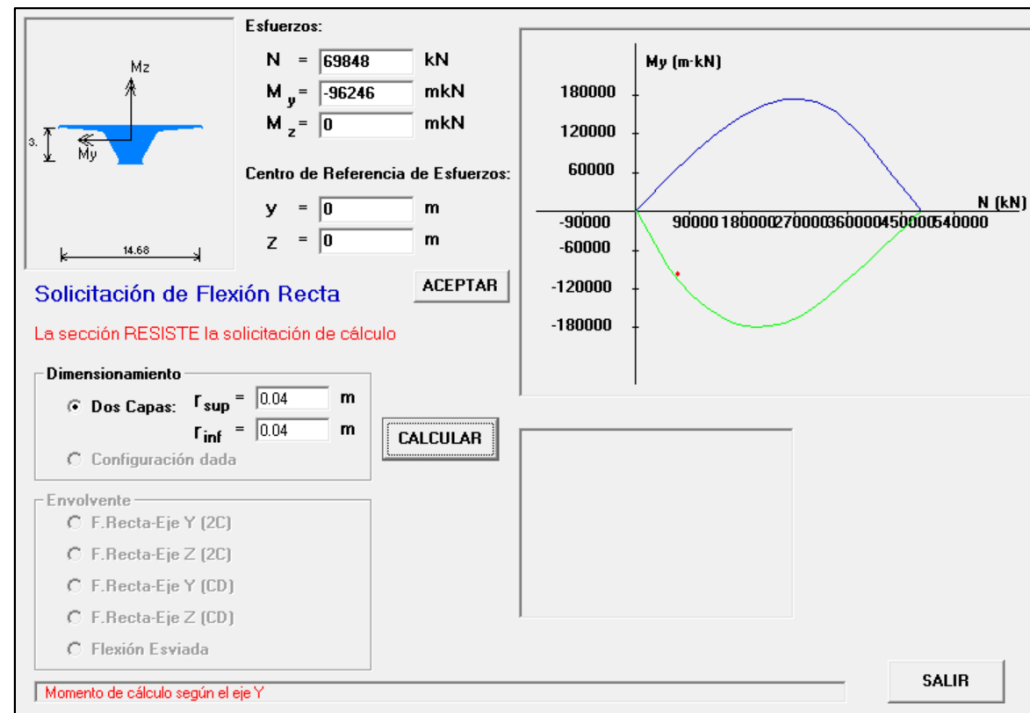 Mz
My
3.
14.68
Esfuerzos:
N = 69848 kN
M y = -96246 mkN
M z = 0 mkN
Centro de Referencia de Esfuerzos:
y = 0 m
z = 0 m
ACEPTAR
Solicitación de Flexión Recta
La sección RESISTE la solicitación de cálculo
Dimensionamiento
Dos Capas: r sup = 0.04 m
r inf = 0.04 m
Configuración dada
CALCULAR
Envolvente
F.Recta-Eje Y (2C)
F.Recta-Eje Z (2C)
F.Recta-Eje Y (CD)
F.Recta-Eje Z (CD)
Flexión Esviada
My (m·kN)
180000
120000
60000
N (kN)
-90000 90000 180000 270000 360000 450000 540000
-60000
-120000
-180000
SALIR
Momento de cálculo según el eje Y